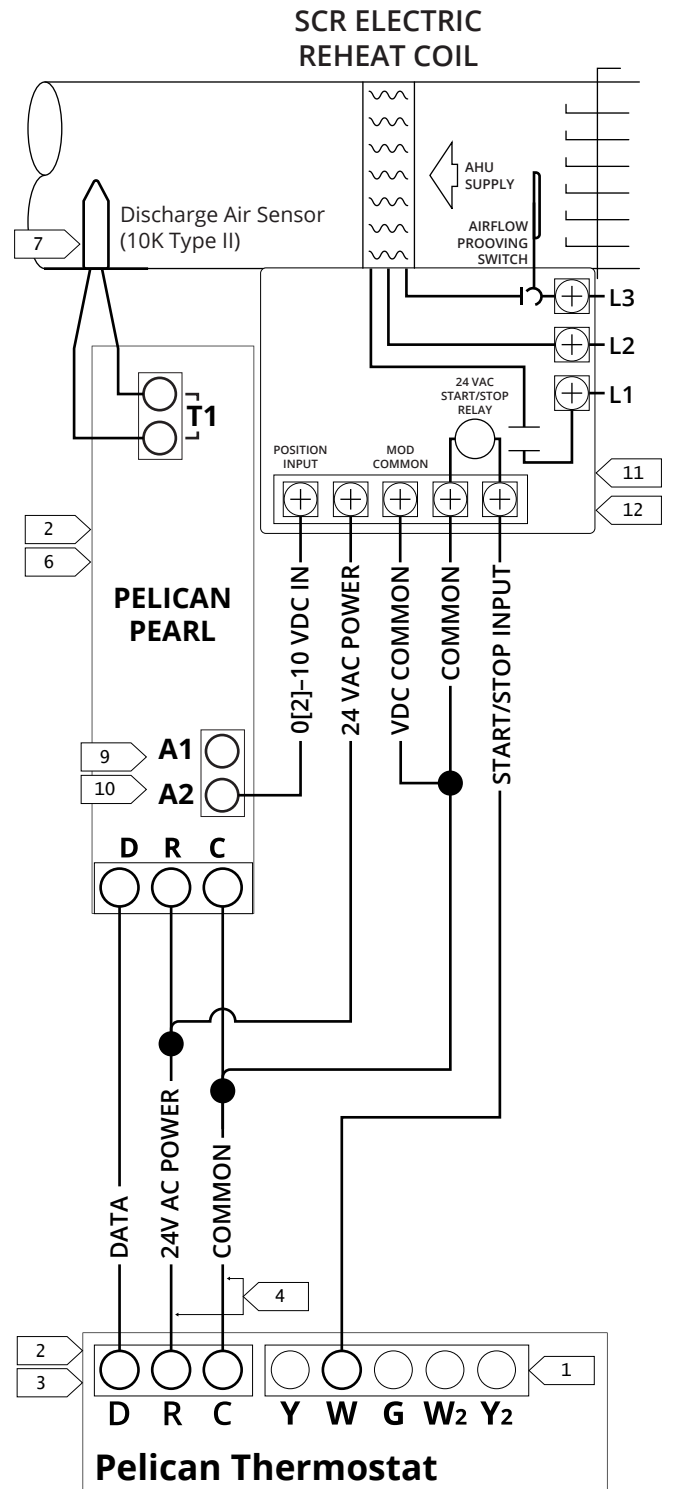 SCR ELECTRIC
REHEAT COIL
AHU
SUPPLY
Discharge Air Sensor
(10K Type II)
7
AIRFLOW
PROOVING
SWITCH
L3
L2
L1
24 VAC
START/STOP
RELAY
T1
POSITION
INPUT
MOD
COMMON
11
12
2
6
PELICAN
PEARL
0[2]–10 VDC IN
24 VAC POWER
VDC COMMON
COMMON
START/STOP INPUT
9
A1
10
A2
D R C
DATA
24V AC POWER
COMMON
4
2
3
1
D R C Y W G W2 Y2
Pelican Thermostat